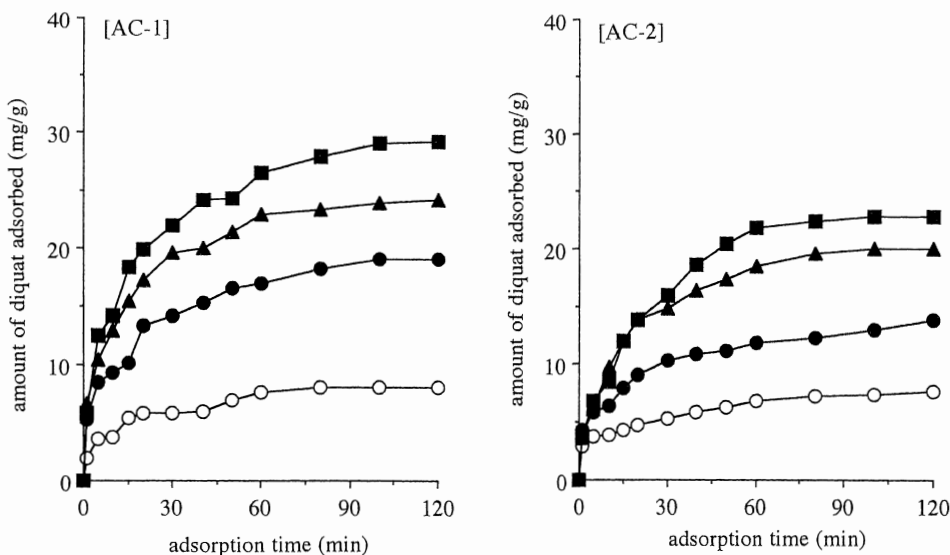 [AC-1]
amount of diquat adsorbed (mg/g)
40
30
20
10
0
0 30 60 90 120
adsorption time (min)
[AC-2]
amount of diquat adsorbed (mg/g)
40
30
20
10
0
0 30 60 90 120
adsorption time (min)